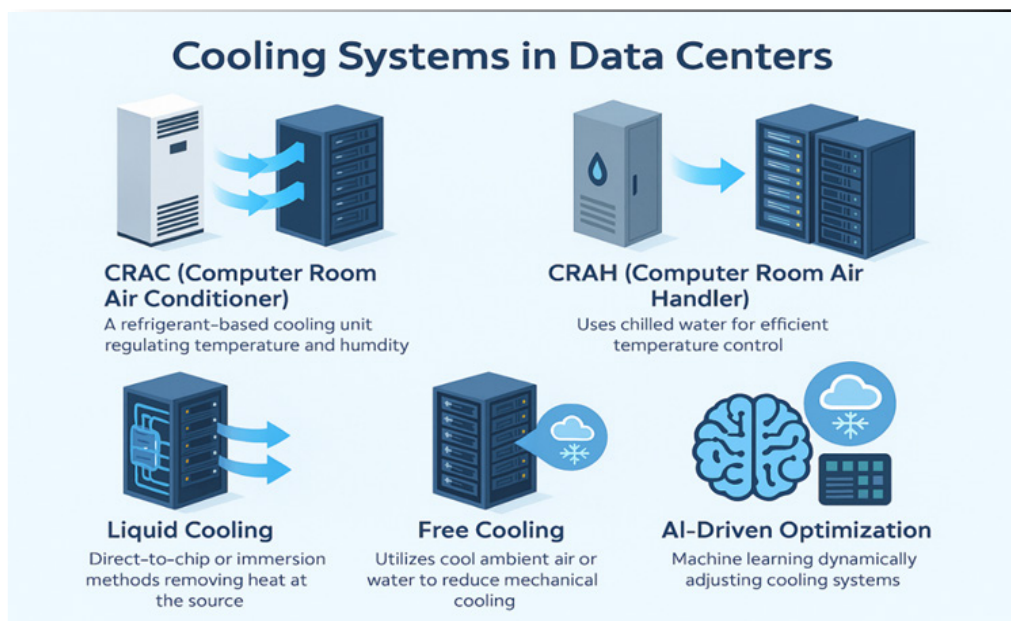 Cooling Systems in Data Centers
CRAC (Computer Room
Air Conditioner)
A refrigerant-based cooling unit
regulating temperature and humdity
CRAH (Computer Room Air
Handler)
Uses chilled water for efficient
temperature control
Liquid Cooling
Direct-to-chip or immersion
methods removing heat at
the source
Free Cooling
Utilizes cool ambient air or
water to reduce mechanical
cooling
AI-Driven Optimization
Machine learning dynamically
adjusting cooling systems